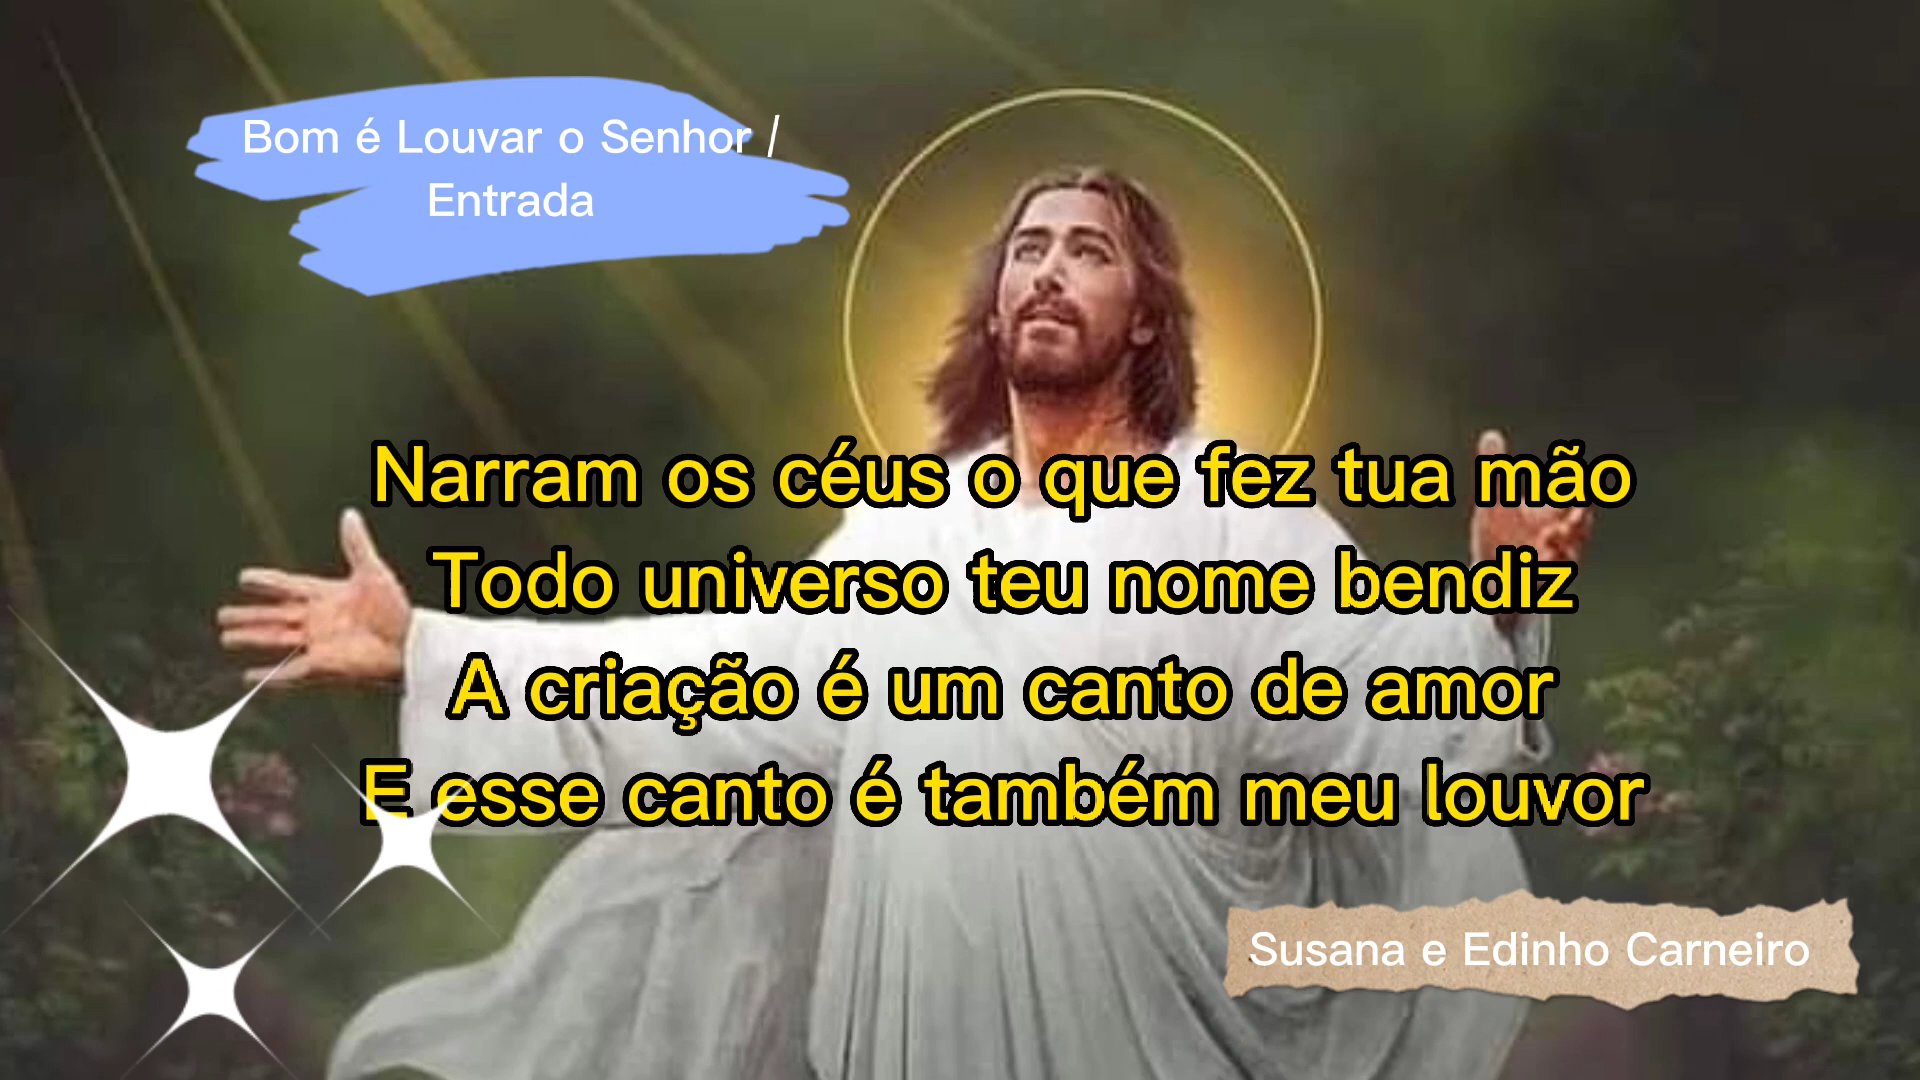 Bom é Louvar o Senhor /
Entrada
Narram os céus o que fez tua mão
Todo universo teu nome bendiz
A criação é um canto de amor
E esse canto é também meu louvor
Susana e Edinho Carneiro